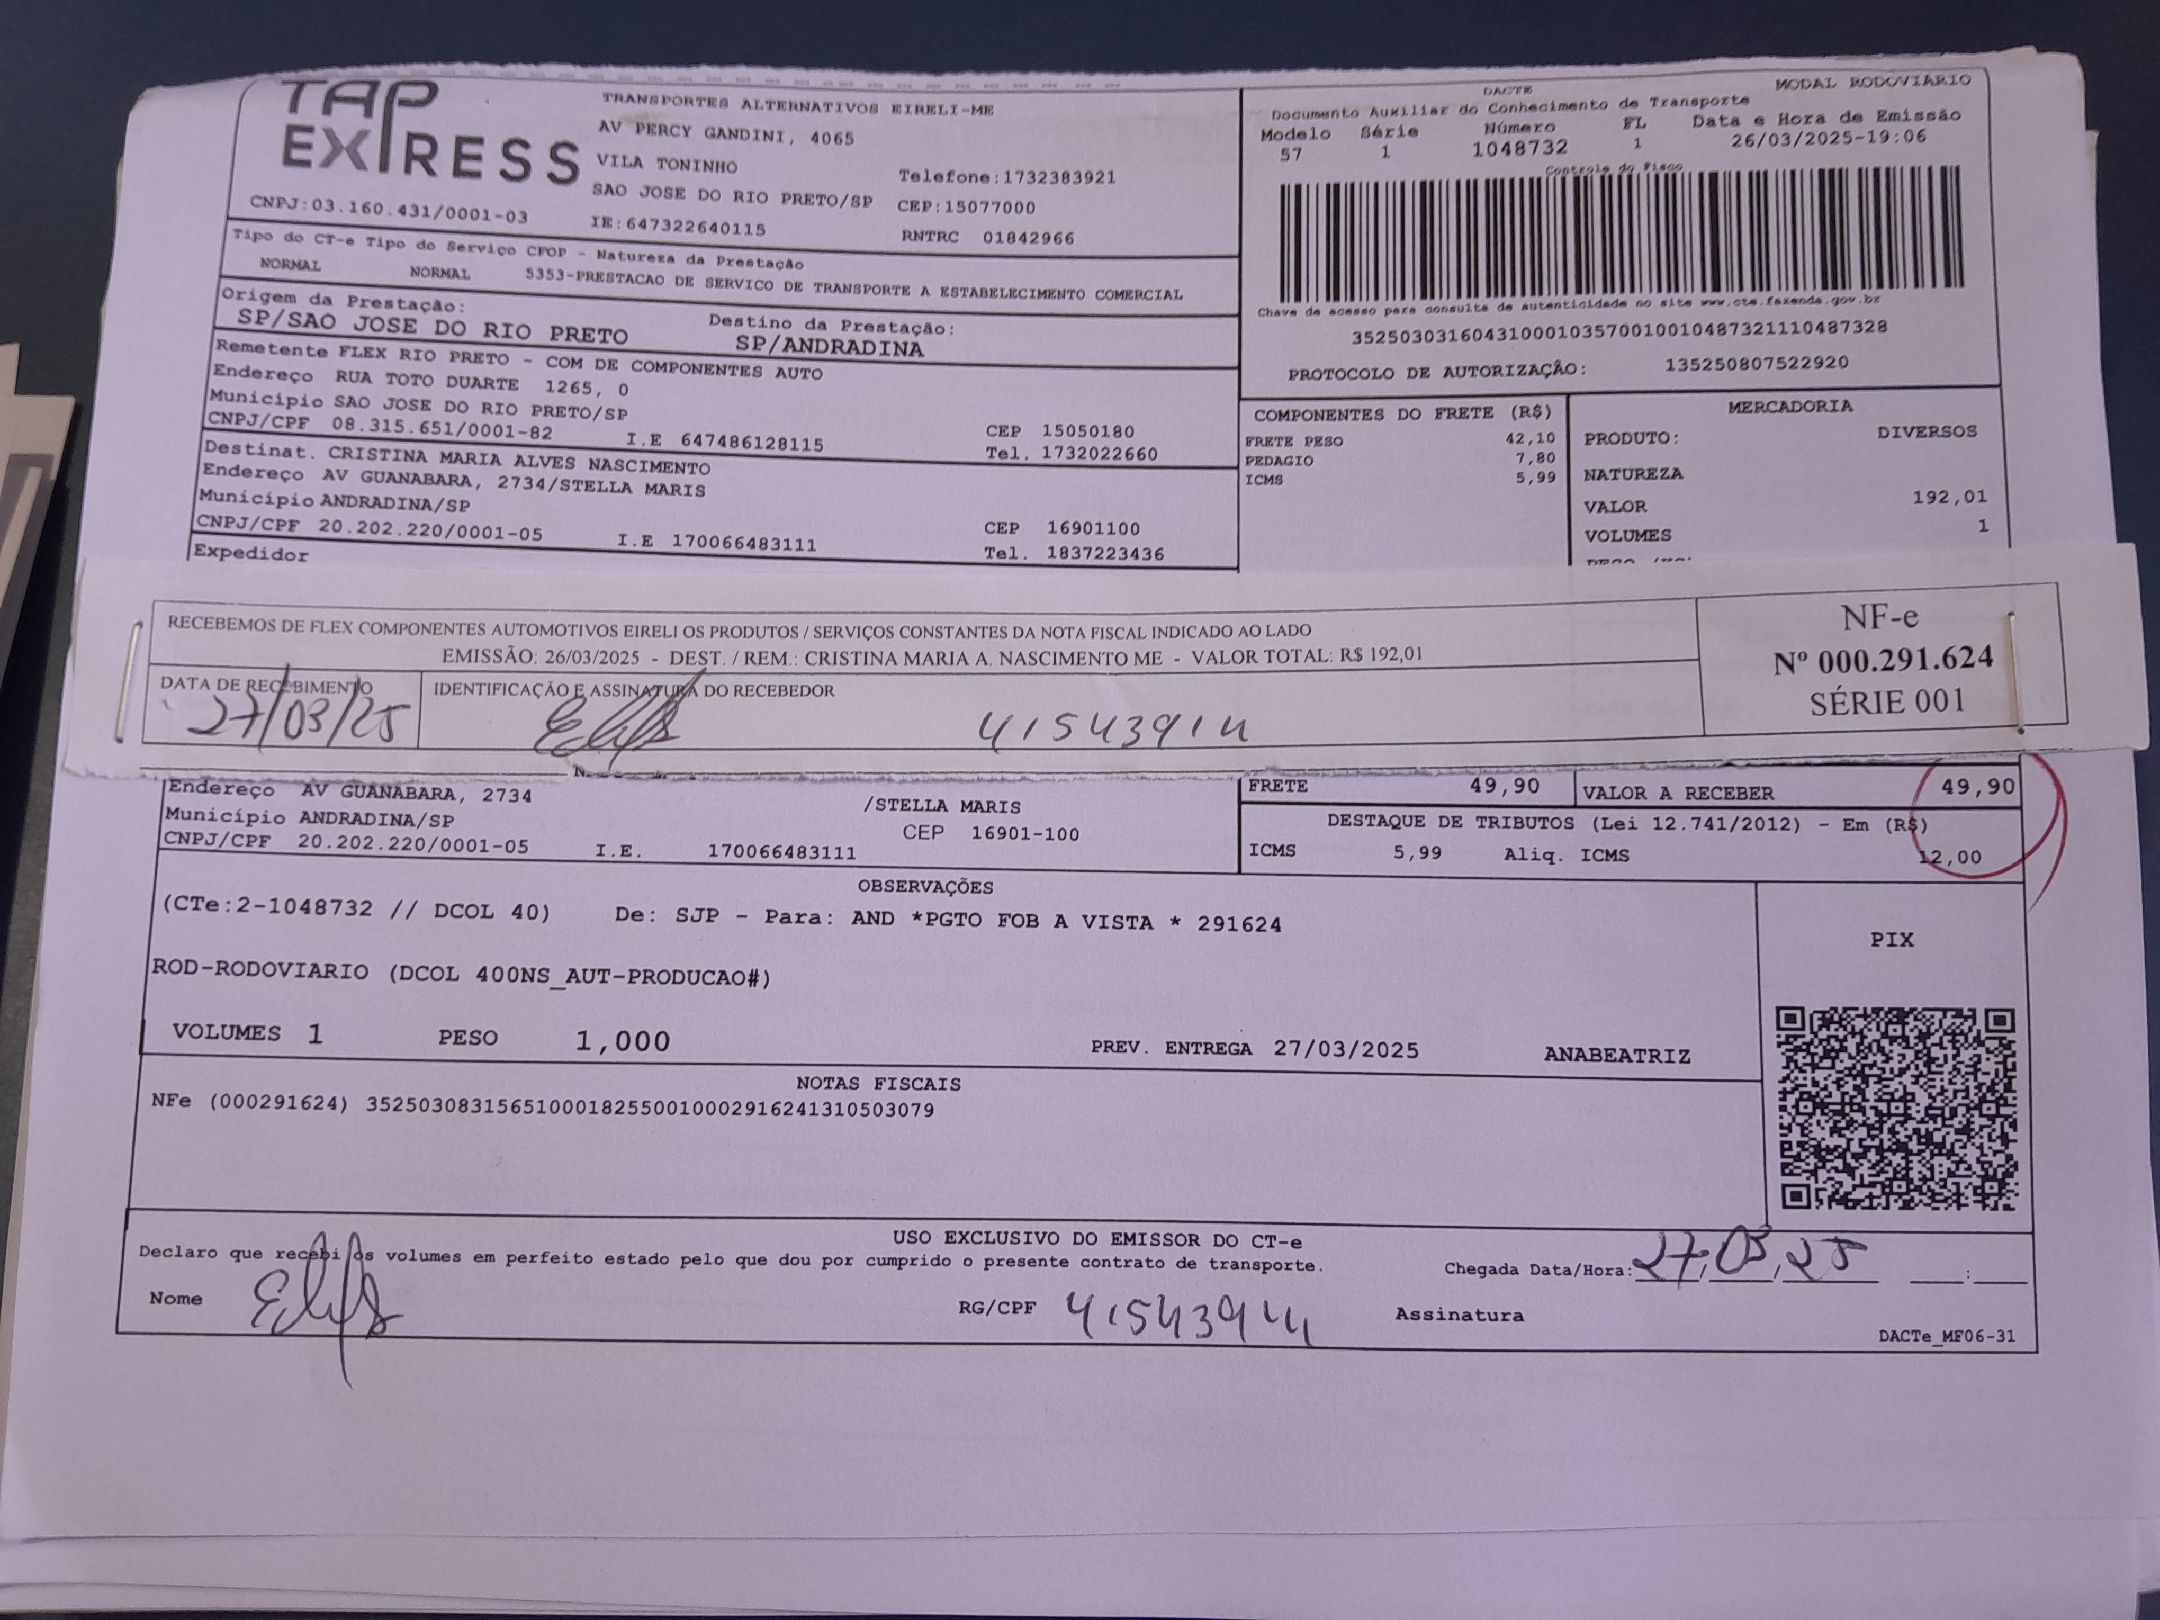 TAP EXPRESS
TRANSPORTES ALTERNATIVOS EIRELI-ME
AV PERCY GANDINI, 4065
VILA TONINHO
Telefone:1732383921
SAO JOSE DO RIO PRETO/SP CEP:15077000
CNPJ:03.160.431/0001-03 IE:647322640115 RNTRC 01842966
DACTE MODAL RODOVIÁRIO
Documento Auxiliar do Conhecimento de Transporte
Modelo Série Número FL Data e Hora de Emissão
57 1 1048732 1 26/03/2025-19:06
Controle do Fisco
Chave de acesso para consulta de autenticidade no site www.cte.fazenda.gov.br
35250303160431000103570010010487321110487328
PROTOCOLO DE AUTORIZAÇÃO: 135250807522920
Tipo do CT-e Tipo do Serviço CFOP - Natureza da Prestação
NORMAL NORMAL 5353-PRESTACAO DE SERVICO DE TRANSPORTE A ESTABELECIMENTO COMERCIAL
Origem da Prestação: Destino da Prestação:
SP/SAO JOSE DO RIO PRETO SP/ANDRADINA
Remetente FLEX RIO PRETO - COM DE COMPONENTES AUTO
Endereço RUA TOTO DUARTE 1265, 0
Município SAO JOSE DO RIO PRETO/SP CEP 15050180
CNPJ/CPF 08.315.651/0001-82 I.E 647486128115 Tel. 1732022660
Destinat. CRISTINA MARIA ALVES NASCIMENTO
Endereço AV GUANABARA, 2734/STELLA MARIS
Município ANDRADINA/SP CEP 16901100
CNPJ/CPF 20.202.220/0001-05 I.E 170066483111 Tel. 1837223436
Expedidor
COMPONENTES DO FRETE (R$)
FRETE PESO 42,10
PEDAGIO 7,80
ICMS 5,99
MERCADORIA
PRODUTO: DIVERSOS
NATUREZA
VALOR 192,01
VOLUMES 1
RECEBEMOS DE FLEX COMPONENTES AUTOMOTIVOS EIRELI OS PRODUTOS / SERVIÇOS CONSTANTES DA NOTA FISCAL INDICADO AO LADO
EMISSÃO: 26/03/2025 - DEST. / REM.: CRISTINA MARIA A. NASCIMENTO ME - VALOR TOTAL: R$ 192,01
DATA DE RECEBIMENTO IDENTIFICAÇÃO E ASSINATURA DO RECEBEDOR
27/03/25
NF-e
Nº 000.291.624
SÉRIE 001
Endereço AV GUANABARA, 2734 /STELLA MARIS
Município ANDRADINA/SP CEP 16901-100
CNPJ/CPF 20.202.220/0001-05 I.E. 170066483111
FRETE 49,90 VALOR A RECEBER 49,90
DESTAQUE DE TRIBUTOS (Lei 12.741/2012) - Em (R$)
ICMS 5,99 Aliq. ICMS 12,00
OBSERVAÇÕES
(CTe:2-1048732 // DCOL 40) De: SJP - Para: AND *PGTO FOB A VISTA * 291624
ROD-RODOVIARIO (DCOL 400NS_AUT-PRODUCAO#)
PIX
VOLUMES 1 PESO 1,000 PREV. ENTREGA 27/03/2025 ANABEATRIZ
NOTAS FISCAIS
NFe (000291624) 35250308315651000182550010002916241310503079
USO EXCLUSIVO DO EMISSOR DO CT-e
Declaro que recebi os volumes em perfeito estado pelo que dou por cumprido o presente contrato de transporte.
Chegada Data/Hora: 27,03,25 :
Nome RG/CPF Assinatura
DACTe_MF06-31